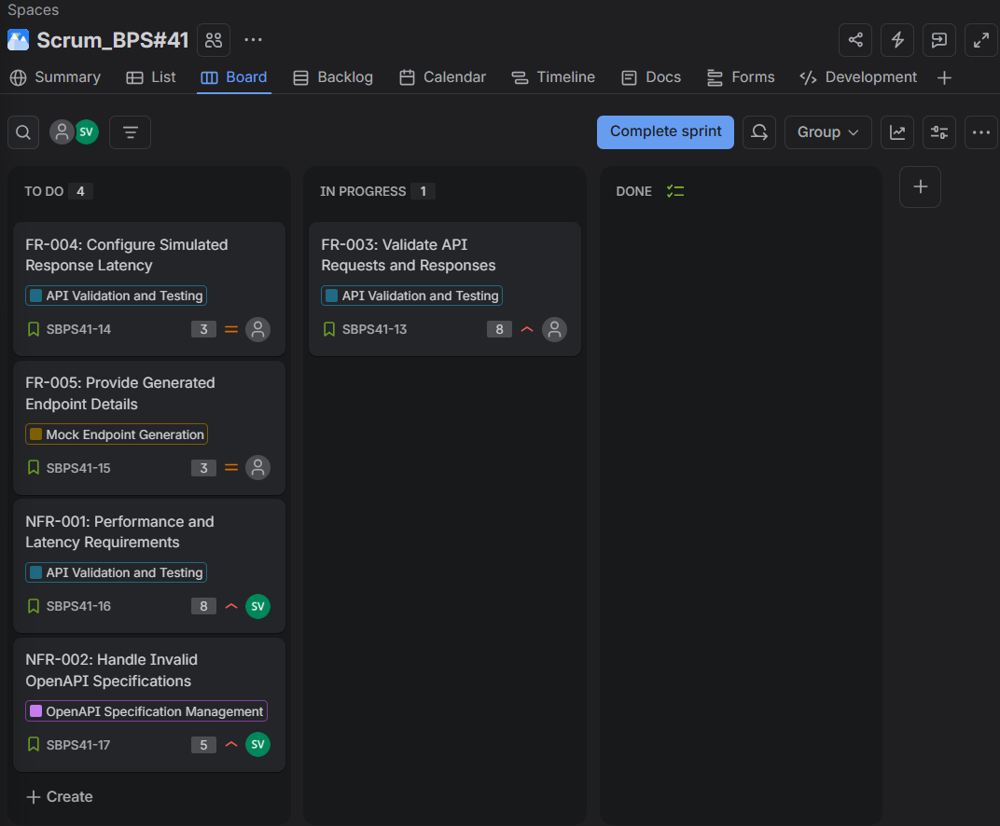 Spaces
Scrum_BPS#41
Summary
List
Board
Backlog
Calendar
Timeline
Docs
Forms
Development
SV
Complete sprint
Group
TO DO 4
FR-004: Configure Simulated
Response Latency
API Validation and Testing
SBPS41-14 3
FR-005: Provide Generated
Endpoint Details
Mock Endpoint Generation
SBPS41-15 3
NFR-001: Performance and
Latency Requirements
API Validation and Testing
SBPS41-16 8 SV
NFR-002: Handle Invalid
OpenAPI Specifications
OpenAPI Specification Management
SBPS41-17 5 SV
Create
IN PROGRESS 1
FR-003: Validate API
Requests and Responses
API Validation and Testing
SBPS41-13 8
DONE